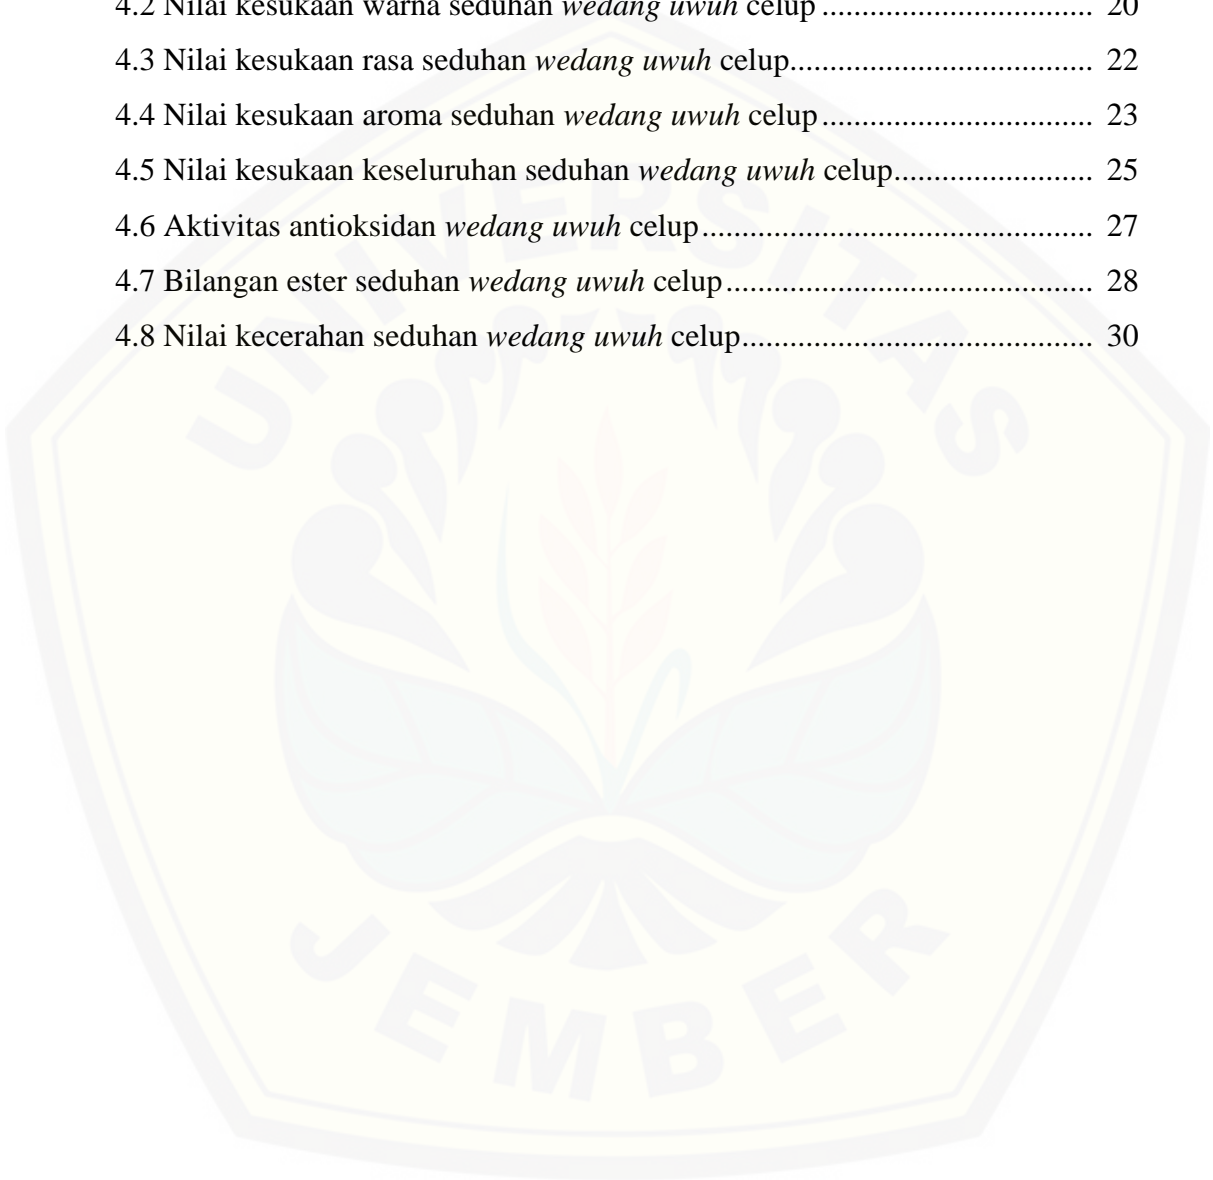 4.2 Nilai kesukaan warna seduhan wedang uwuh celup .................................. 20
4.3 Nilai kesukaan rasa seduhan wedang uwuh celup...................................... 22
4.4 Nilai kesukaan aroma seduhan wedang uwuh celup .................................. 23
4.5 Nilai kesukaan keseluruhan seduhan wedang uwuh celup......................... 25
4.6 Aktivitas antioksidan wedang uwuh celup ................................................. 27
4.7 Bilangan ester seduhan wedang uwuh celup .............................................. 28
4.8 Nilai kecerahan seduhan wedang uwuh celup............................................ 30
UNIVERSITAS
JEMBER